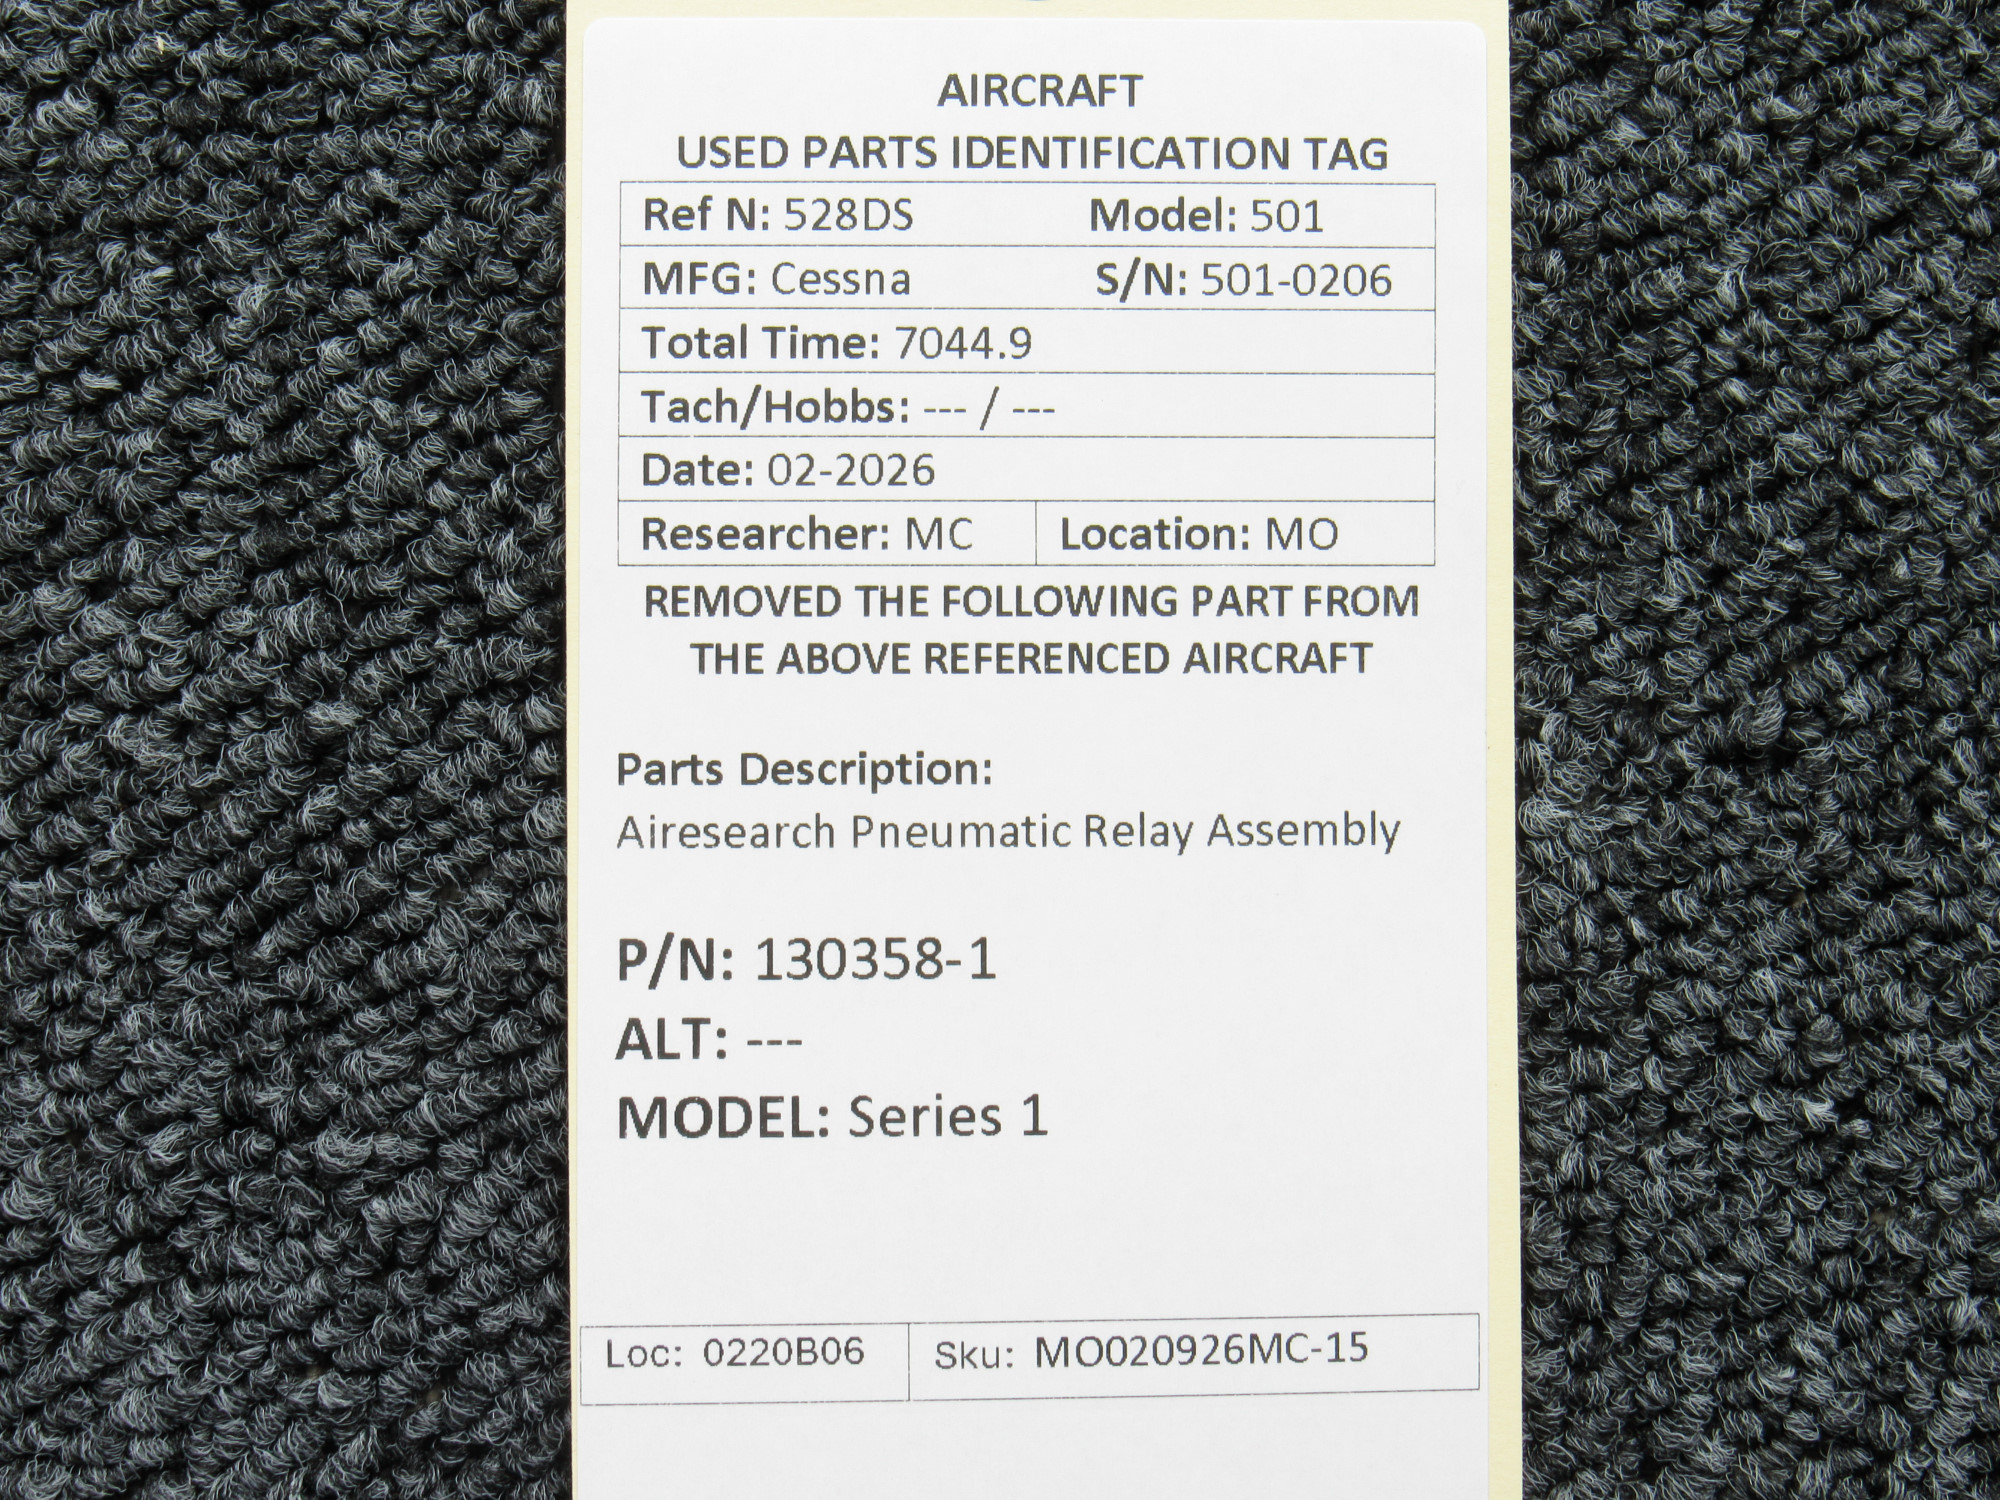 AIRCRAFT
USED PARTS IDENTIFICATION TAG
Ref N: 528DS Model: 501
MFG: Cessna S/N: 501-0206
Total Time: 7044.9
Tach/Hobbs: --- / ---
Date: 02-2026
Researcher: MC Location: MO
REMOVED THE FOLLOWING PART FROM
THE ABOVE REFERENCED AIRCRAFT
Parts Description:
Airesearch Pneumatic Relay Assembly
P/N: 130358-1
ALT: ---
MODEL: Series 1
Loc: 0220B06 Sku: MO020926MC-15